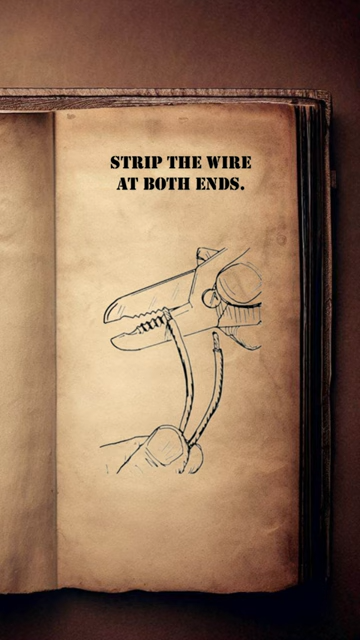 STRIP THE WIRE
AT BOTH ENDS.